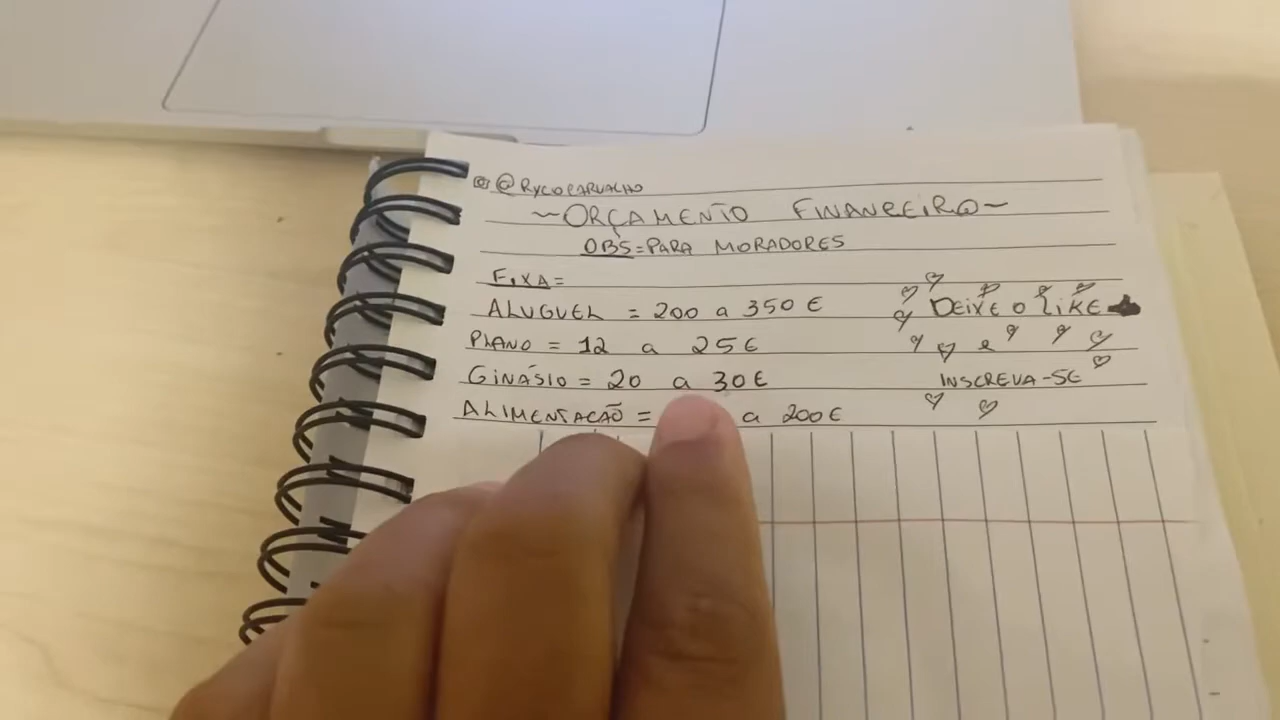 @RYCOCARVALHO
~ORÇAMENTO FINANCEIRO~
OBS=PARA MORADORES
FIXA=
ALUGUEL = 200 a 350 €
PLANO = 12 a 25€
GINÁSIO = 20 a 30€
ALIMENTAÇÃO = a 200€
DEIXE O LIKE
e
INSCREVA-SE